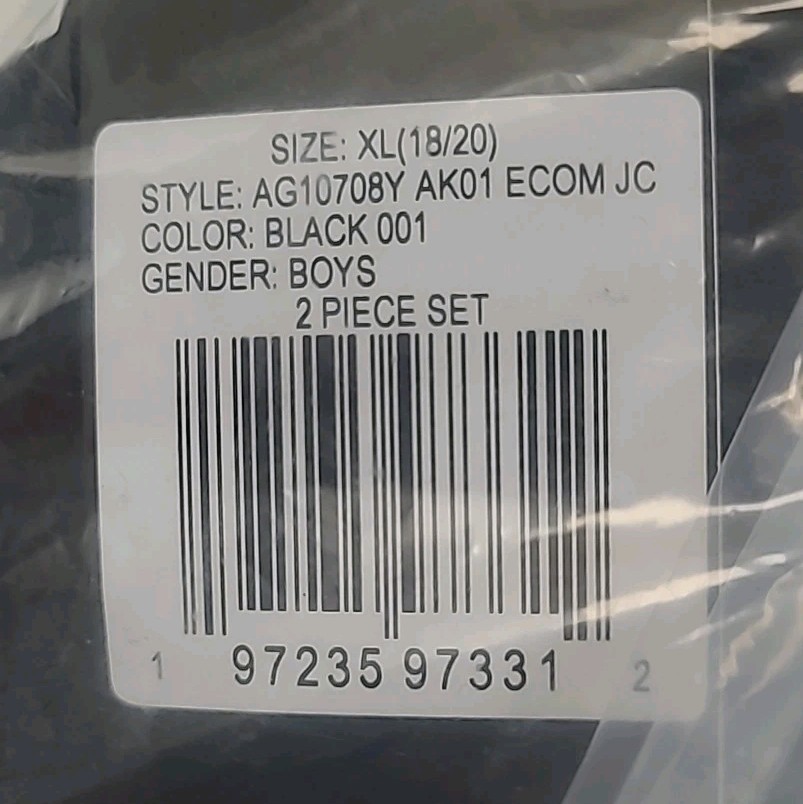 SIZE: XL(18/20)
STYLE: AG10708Y AK01 ECOM JC
COLOR: BLACK 001
GENDER: BOYS
2 PIECE SET
1 97235 97331 2